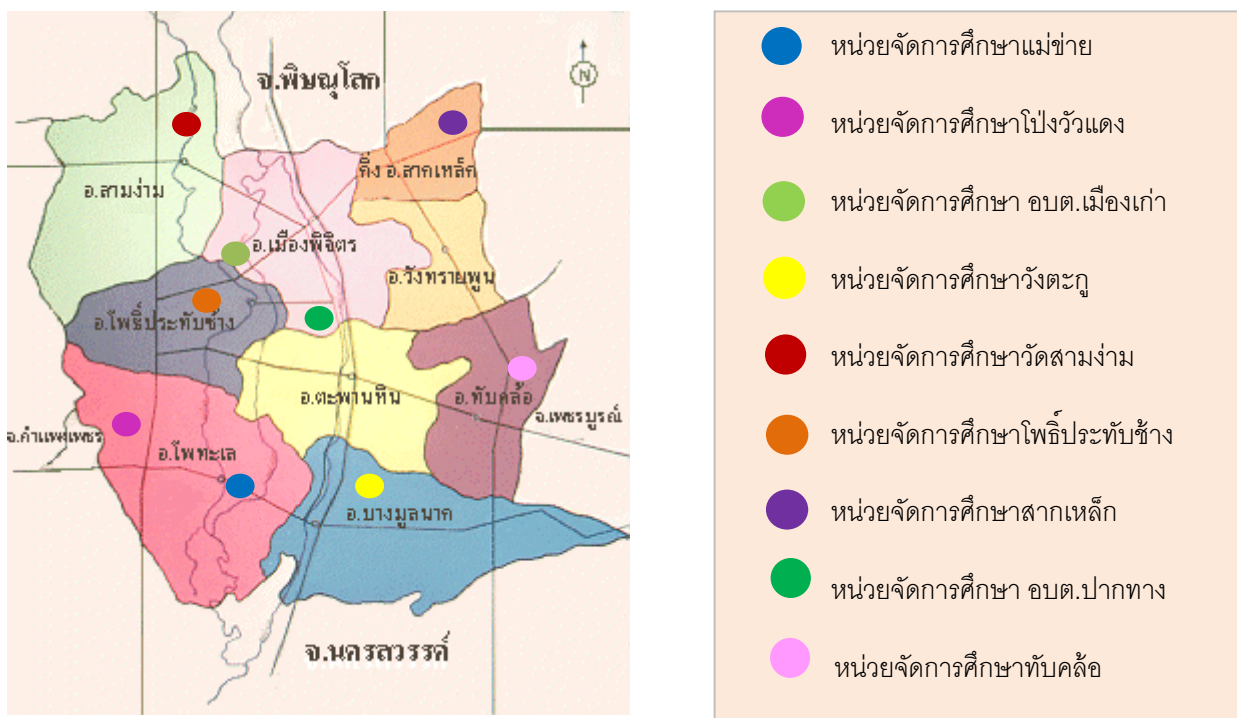 จ.พิษณุโลก
N
กิ่ง อ.สากเหล็ก
อ.สามง่าม
อ.เมืองพิจิตร
อ.วังทรายพูน
อ.โพธิ์ประทับช้าง
อ.ตะพานหิน
อ.ทับคล้อ
จ.เพชรบูรณ์
จ.กำแพงเพชร
อ.โพทะเล
อ.บางมูลนาก
จ.นครสวรรค์
หน่วยจัดการศึกษาแม่ข่าย
หน่วยจัดการศึกษาโป่งวัวแดง
หน่วยจัดการศึกษา อบต.เมืองเก่า
หน่วยจัดการศึกษาวังตะกู
หน่วยจัดการศึกษาวัดสามง่าม
หน่วยจัดการศึกษาโพธิ์ประทับช้าง
หน่วยจัดการศึกษาสากเหล็ก
หน่วยจัดการศึกษา อบต.ปากทาง
หน่วยจัดการศึกษาทับคล้อ